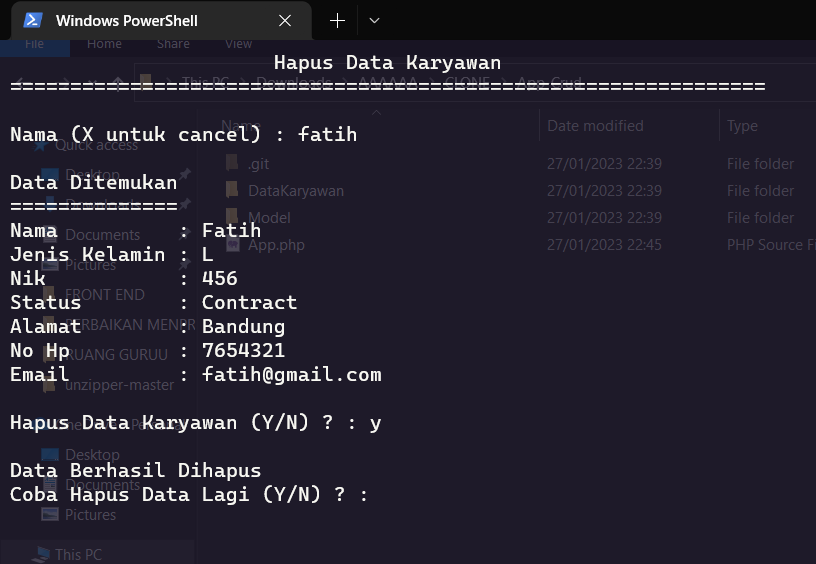 Windows PowerShell
File Home Share View
Hapus Data Karyawan
This PC Downloads AAAAAA CLONE App-Crud
===============================================================
Name Date modified Type
Nama (X untuk cancel) : fatih
Quick access
.git 27/01/2023 22:39 File folder
Desktop
Data Ditemukan
DataKaryawan 27/01/2023 22:39 File folder
==============
Downloads
Model 27/01/2023 22:39 File folder
Nama : Fatih
Documents
App.php 27/01/2023 22:45 PHP Source Fi
Jenis Kelamin : L
Pictures
Nik : 456
FRONT END
Status : Contract
Alamat : Bandung
PERBAIKAN MENPR
No Hp : 7654321
RUANG GURUU
Email : fatih@gmail.com
unzipper-master
Hapus Data Karyawan (Y/N) ? : y
Desktop
Data Berhasil Dihapus
Documents
Coba Hapus Data Lagi (Y/N) ? :
Pictures
This PC